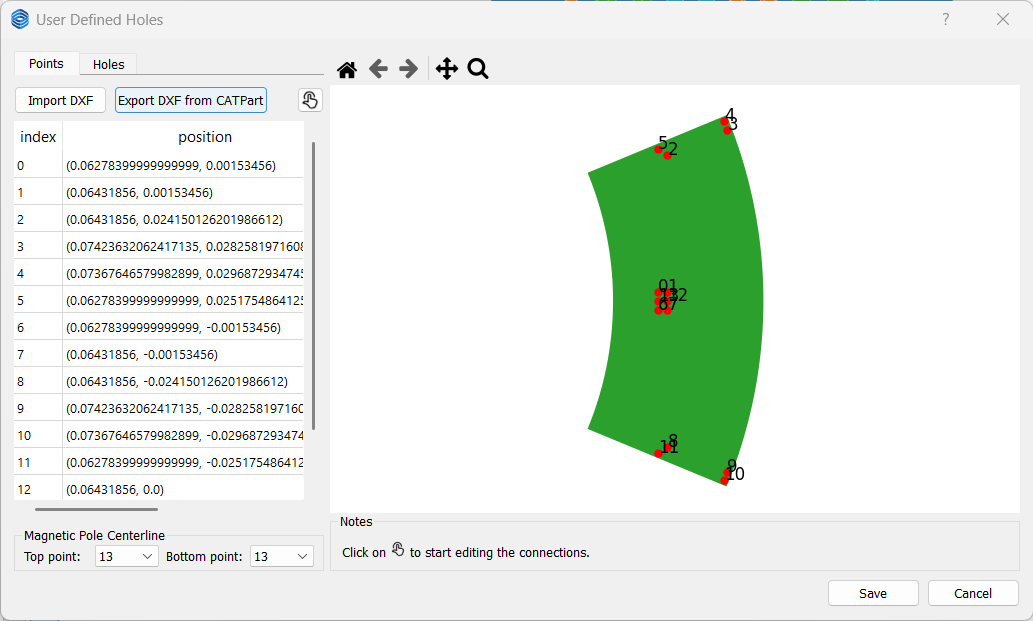 User Defined Holes
?
Points Holes
Import DXF Export DXF from CATPart
index position
0 (0.06278399999999999, 0.00153456)
1 (0.06431856, 0.00153456)
2 (0.06431856, 0.024150126201986612)
3 (0.07423632062417135, 0.028258197160
4 (0.07367646579982899, 0.029687293474
5 (0.06278399999999999, 0.025175486412
6 (0.06278399999999999, -0.00153456)
7 (0.06431856, -0.00153456)
8 (0.06431856, -0.024150126201986612)
9 (0.07423632062417135, -0.028258197160
10 (0.07367646579982899, -0.029687293474
11 (0.06278399999999999, -0.025175486412
12 (0.06431856, 0.0)
4
3
5
2
01
12
67
8
11
9
10
Magnetic Pole Centerline
Top point: 13 Bottom point: 13
Notes
Click on to start editing the connections.
Save Cancel